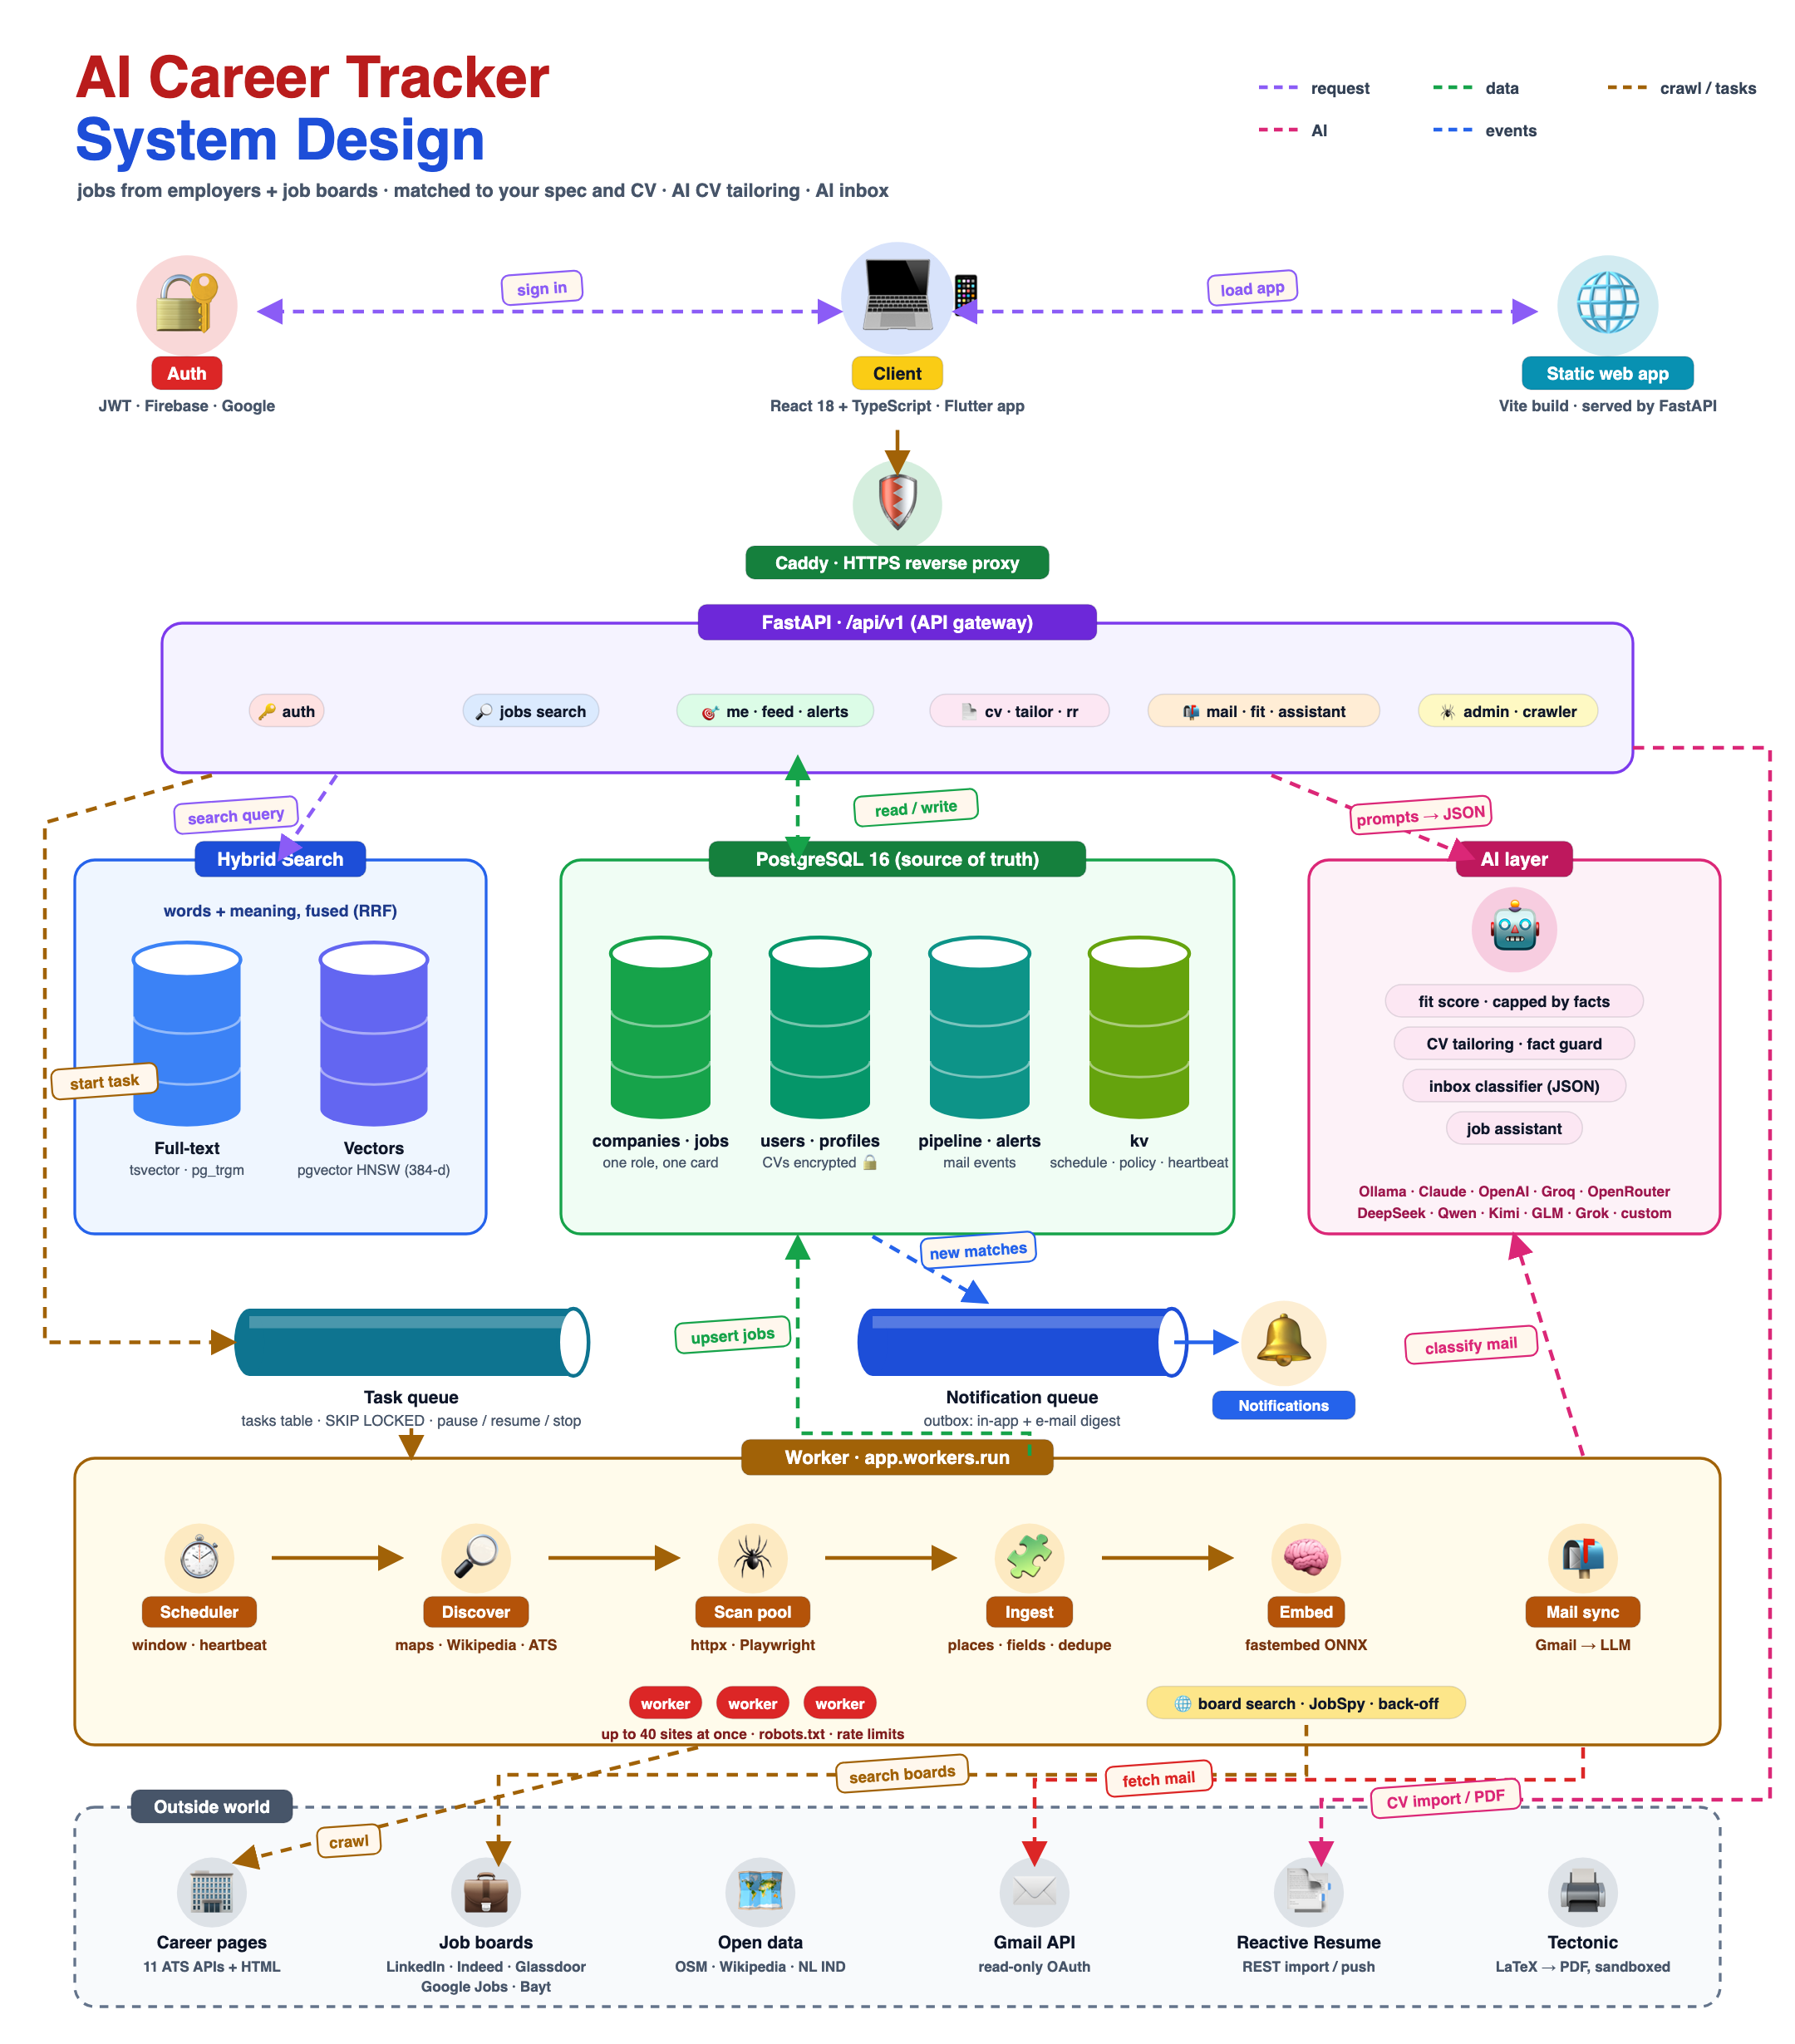 AI Career Tracker
System Design
jobs from employers + job boards · matched to your spec and CV · AI CV tailoring · AI inbox
request
data
crawl / tasks
AI
events
sign in
load app
Auth
Client
Static web app
JWT · Firebase · Google
React 18 + TypeScript · Flutter app
Vite build · served by FastAPI
Caddy · HTTPS reverse proxy
FastAPI · /api/v1 (API gateway)
auth
jobs search
me · feed · alerts
cv · tailor · rr
mail · fit · assistant
admin · crawler
search query
read / write
prompts → JSON
Hybrid Search
PostgreSQL 16 (source of truth)
AI layer
words + meaning, fused (RRF)
fit score · capped by facts
CV tailoring · fact guard
inbox classifier (JSON)
job assistant
start task
Full-text
Vectors
tsvector · pg_trgm
pgvector HNSW (384-d)
companies · jobs
users · profiles
pipeline · alerts
kv
one role, one card
CVs encrypted 🔒
mail events
schedule · policy · heartbeat
Ollama · Claude · OpenAI · Groq · OpenRouter
DeepSeek · Qwen · Kimi · GLM · Grok · custom
new matches
upsert jobs
classify mail
Task queue
tasks table · SKIP LOCKED · pause / resume / stop
Notification queue
outbox: in-app + e-mail digest
Notifications
Worker · app.workers.run
Scheduler
Discover
Scan pool
Ingest
Embed
Mail sync
window · heartbeat
maps · Wikipedia · ATS
httpx · Playwright
places · fields · dedupe
fastembed ONNX
Gmail → LLM
worker
worker
worker
board search · JobSpy · back-off
up to 40 sites at once · robots.txt · rate limits
search boards
fetch mail
CV import / PDF
Outside world
crawl
Career pages
Job boards
Open data
Gmail API
Reactive Resume
Tectonic
11 ATS APIs + HTML
LinkedIn · Indeed · Glassdoor
Google Jobs · Bayt
OSM · Wikipedia · NL IND
read-only OAuth
REST import / push
LaTeX → PDF, sandboxed